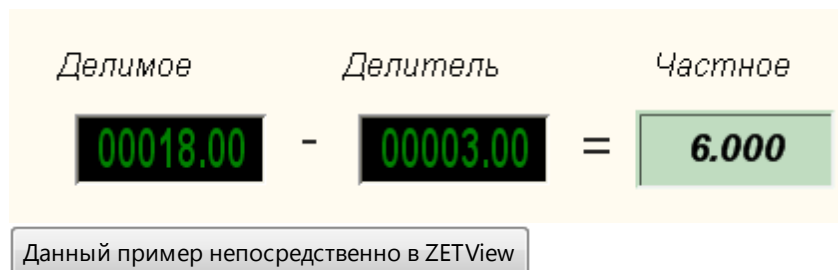 Делимое Делитель Частное
00018.00 - 00003.00 = 6.000
Данный пример непосредственно в ZETView